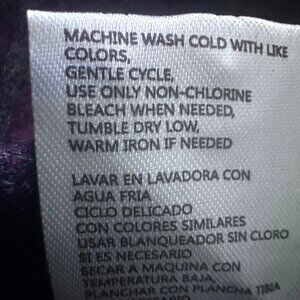 MACHINE WASH COLD WITH LIKE
COLORS,
GENTLE CYCLE,
USE ONLY NON-CHLORINE
BLEACH WHEN NEEDED,
TUMBLE DRY LOW,
WARM IRON IF NEEDED
LAVAR EN LAVADORA CON
AGUA FRIA
CICLO DELICADO
CON COLORES SIMILARES
USAR BLANQUEADOR SIN CLORO
SI ES NECESARIO
SECAR A MAQUINA CON
TEMPERATURA BAJA,
PLANCHAR CON PLANCHA TIBIA